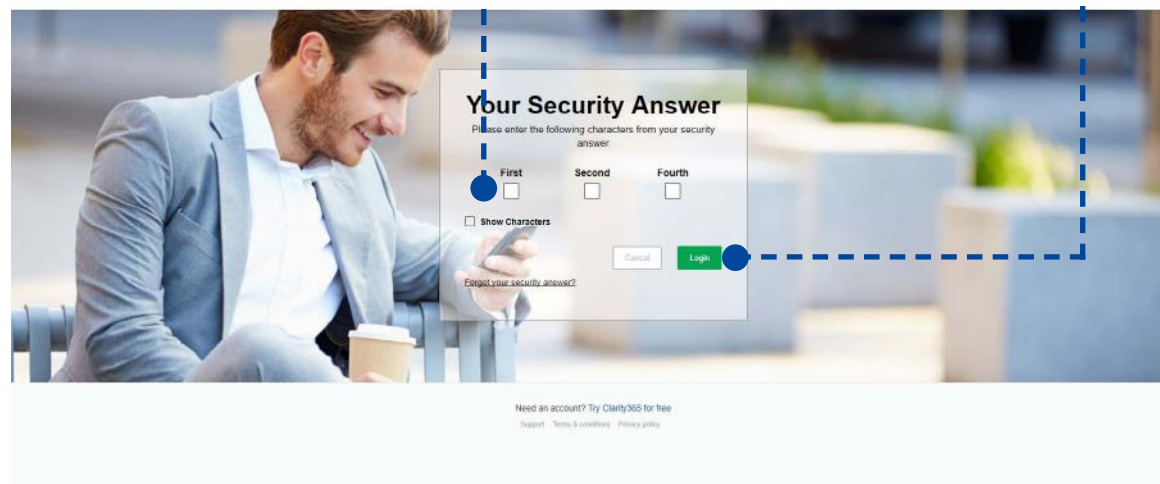 Your Security Answer
Please enter the following characters from your security
answer
First Second Fourth
Show Characters
Cancel Login
Forgot your security answer?
Need an account? Try Clarity365 for free
Support Terms & conditions Privacy policy